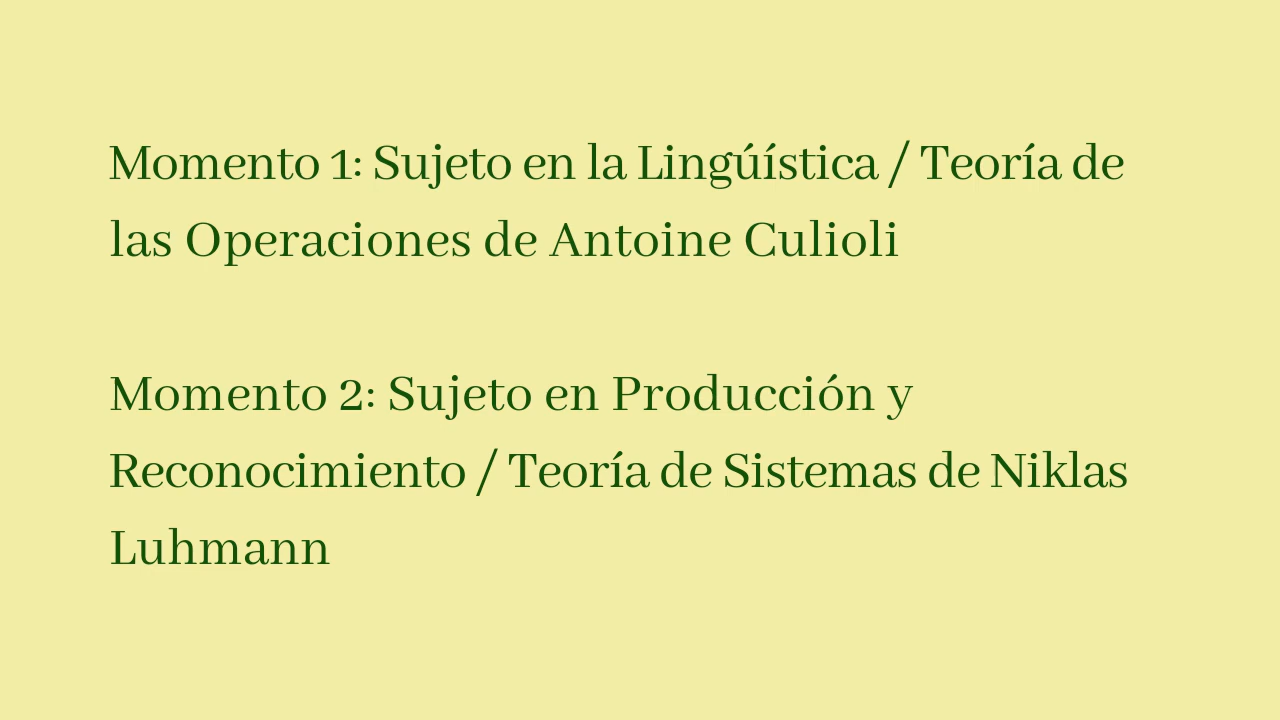 Momento 1: Sujeto en la Lingúística / Teoría de
las Operaciones de Antoine Culioli
Momento 2: Sujeto en Producción y
Reconocimiento / Teoría de Sistemas de Niklas
Luhmann